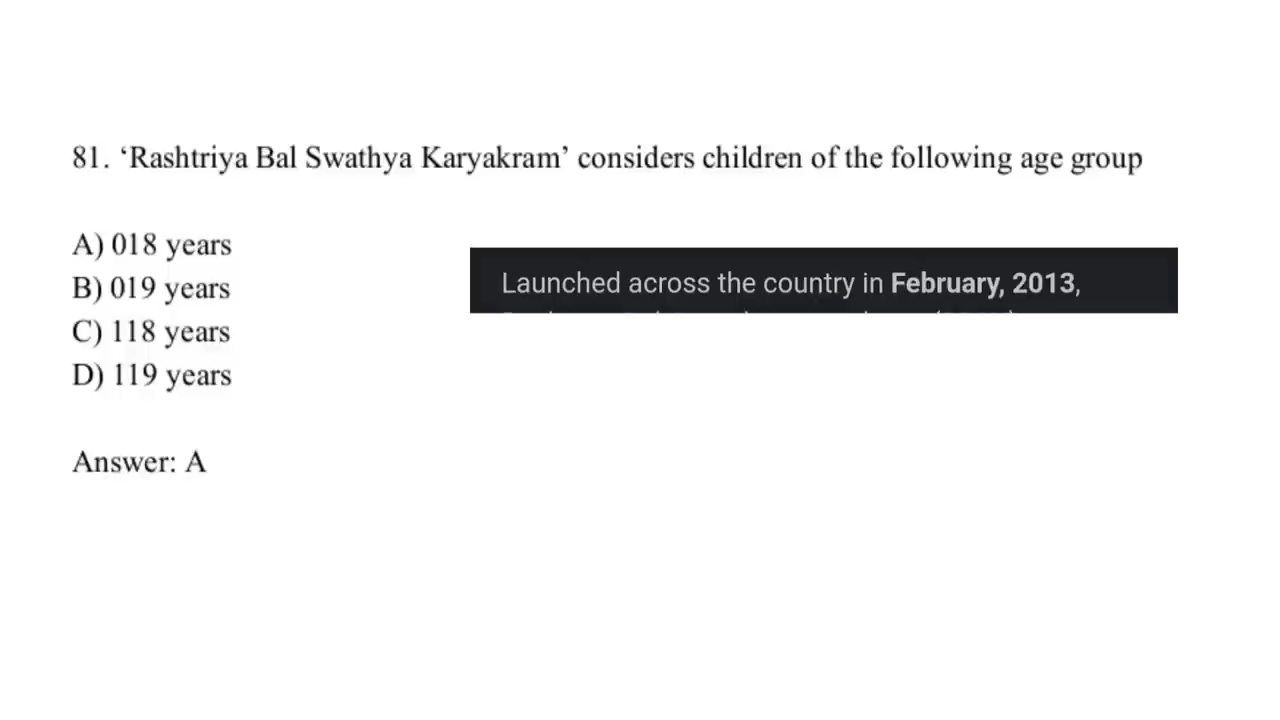 81. ‘Rashtriya Bal Swathya Karyakram’ considers children of the following age group
A) 018 years
B) 019 years
C) 118 years
D) 119 years
Launched across the country in February, 2013,
Answer: A